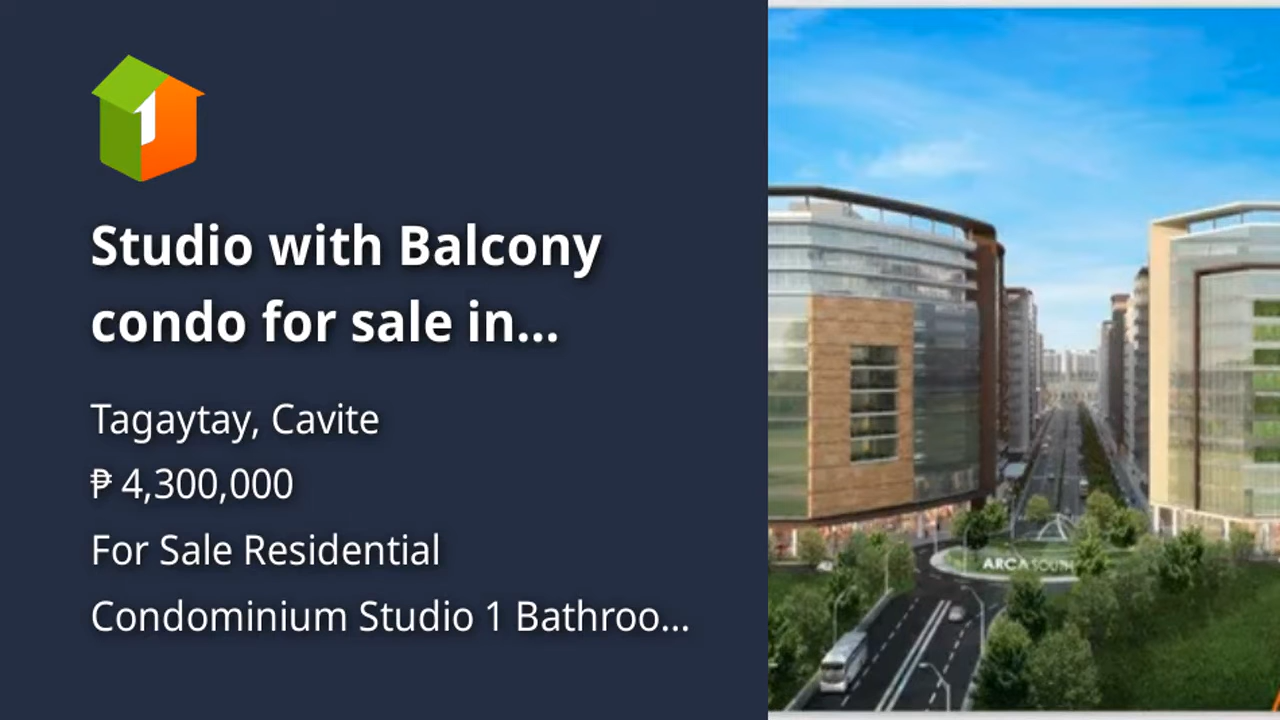 Studio with Balcony
condo for sale in...
Tagaytay, Cavite
₱ 4,300,000
For Sale Residential
Condominium Studio 1 Bathroo...
ARCA SOUTH